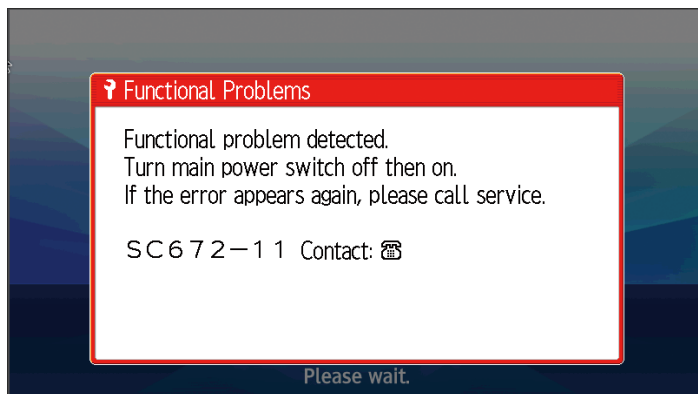 Functional Problems
Functional problem detected.
Turn main power switch off then on.
If the error appears again, please call service.
SC672-11 Contact: ☎
Please wait.